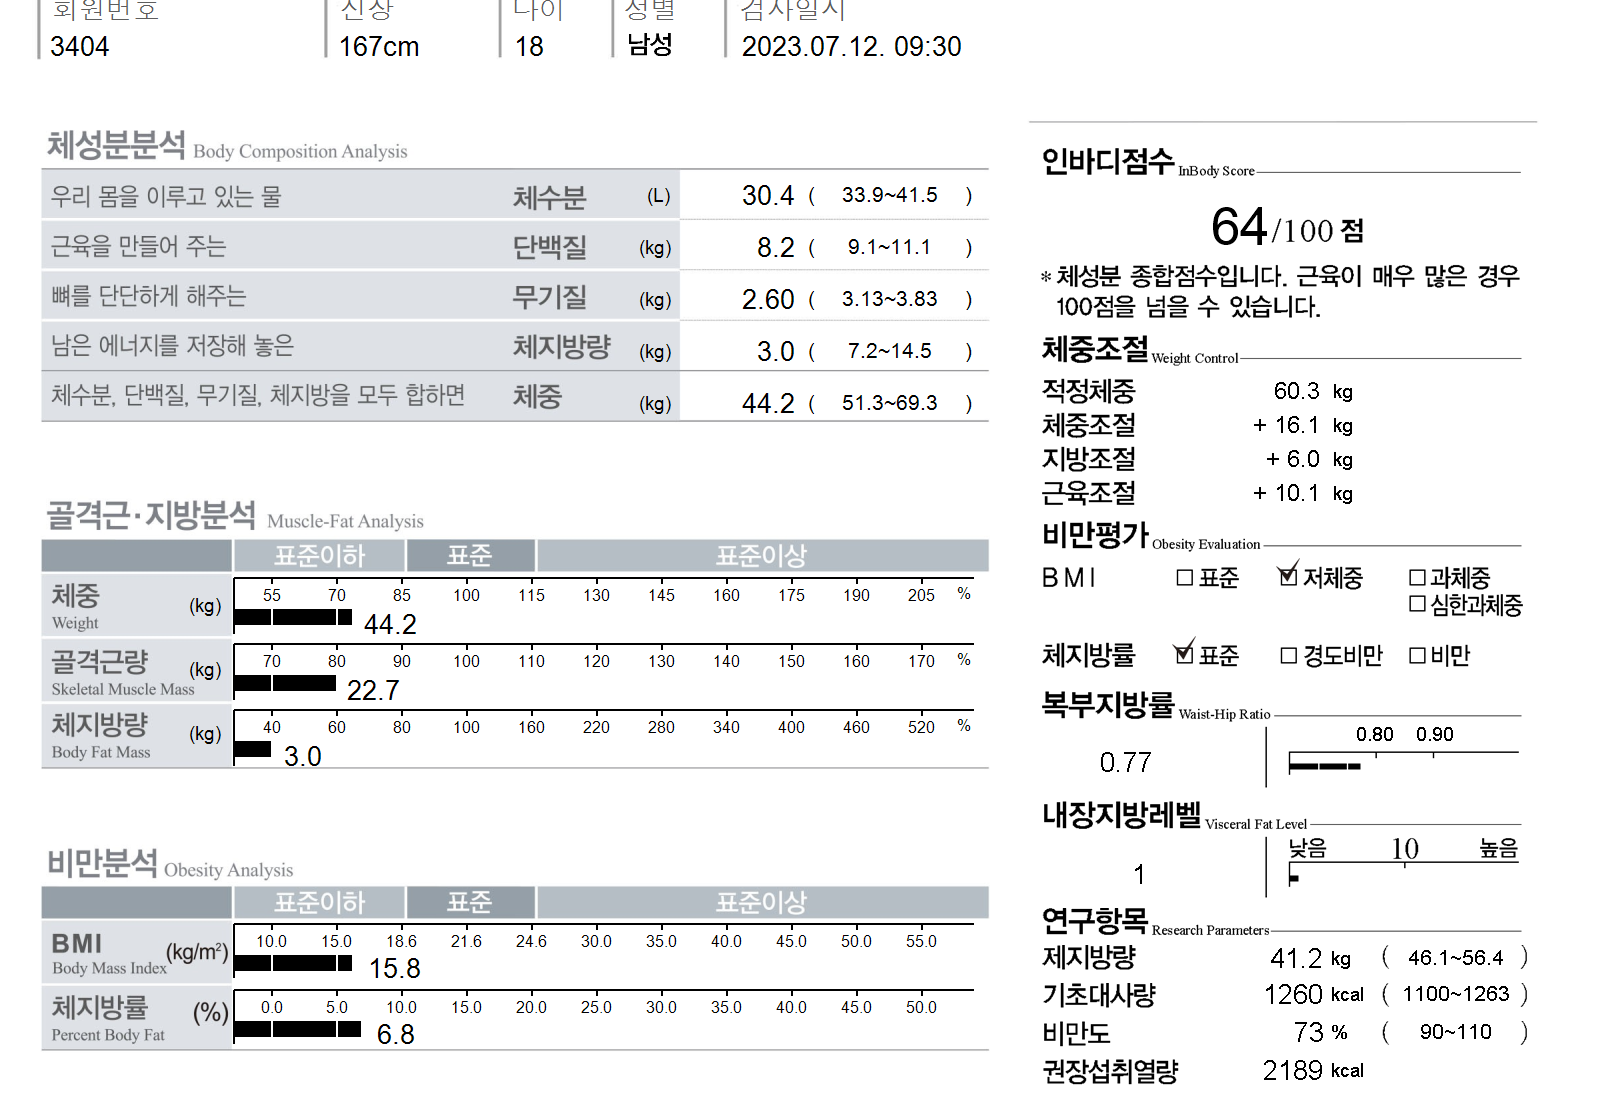 회원번호 신장 나이 성별 검사일시
3404 167cm 18 남성 2023.07.12. 09:30
체성분분석 Body Composition Analysis
우리 몸을 이루고 있는 물 체수분 (L) 30.4 ( 33.9~41.5 )
근육을 만들어 주는 단백질 (kg) 8.2 ( 9.1~11.1 )
뼈를 단단하게 해주는 무기질 (kg) 2.60 ( 3.13~3.83 )
남은 에너지를 저장해 놓은 체지방량 (kg) 3.0 ( 7.2~14.5 )
체수분, 단백질, 무기질, 체지방을 모두 합하면 체중 (kg) 44.2 ( 51.3~69.3 )
골격근·지방분석 Muscle-Fat Analysis
표준이하 표준 표준이상
체중 (kg) 55 70 85 100 115 130 145 160 175 190 205 %
Weight 44.2
골격근량 (kg) 70 80 90 100 110 120 130 140 150 160 170 %
Skeletal Muscle Mass 22.7
체지방량 (kg) 40 60 80 100 160 220 280 340 400 460 520 %
Body Fat Mass 3.0
비만분석 Obesity Analysis
표준이하 표준 표준이상
BMI (kg/m²) 10.0 15.0 18.6 21.6 24.6 30.0 35.0 40.0 45.0 50.0 55.0
Body Mass Index 15.8
체지방률 (%) 0.0 5.0 10.0 15.0 20.0 25.0 30.0 35.0 40.0 45.0 50.0
Percent Body Fat 6.8
인바디점수 InBody Score
64/100 점
* 체성분 종합점수입니다. 근육이 매우 많은 경우
100점을 넘을 수 있습니다.
체중조절 Weight Control
적정체중 60.3 kg
체중조절 + 16.1 kg
지방조절 + 6.0 kg
근육조절 + 10.1 kg
비만평가 Obesity Evaluation
BMI 표준 저체중 과체중
심한과체중
체지방률 표준 경도비만 비만
복부지방률 Waist-Hip Ratio
0.80 0.90
0.77
내장지방레벨 Visceral Fat Level
낮음 10 높음
1
연구항목 Research Parameters
제지방량 41.2 kg ( 46.1~56.4 )
기초대사량 1260 kcal ( 1100~1263 )
비만도 73 % ( 90~110 )
권장섭취열량 2189 kcal